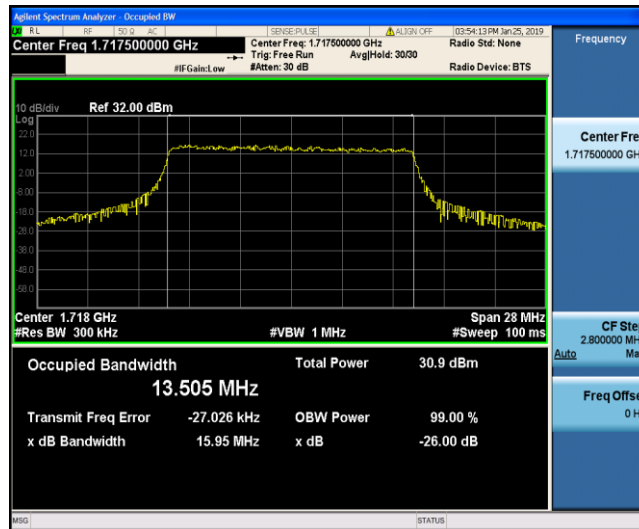 Agilent Spectrum Analyzer - Occupied BW
RL RF 50 Ω AC SENSE:PULSE ALIGN OFF 03:54:13 PM Jan 25, 2019
Center Freq 1.717500000 GHz
Center Freq: 1.717500000 GHz
Radio Std: None
Trig: Free Run Avg|Hold: 30/30
#IFGain:Low
#Atten: 30 dB
Radio Device: BTS
Frequency
10 dB/div Ref 32.00 dBm
Log
22.0
12.0
2.00
-8.00
-18.0
-28.0
-38.0
-48.0
-58.0
Center Fre
1.717500000 GH
Center 1.718 GHz Span 28 MHz
#Res BW 300 kHz #VBW 1 MHz #Sweep 100 ms
CF Ste
2.800000 MH
Auto Ma
Occupied Bandwidth
13.505 MHz
Total Power 30.9 dBm
Transmit Freq Error -27.026 kHz OBW Power 99.00 %
x dB Bandwidth 15.95 MHz x dB -26.00 dB
Freq Offse
0 H
MSG STATUS